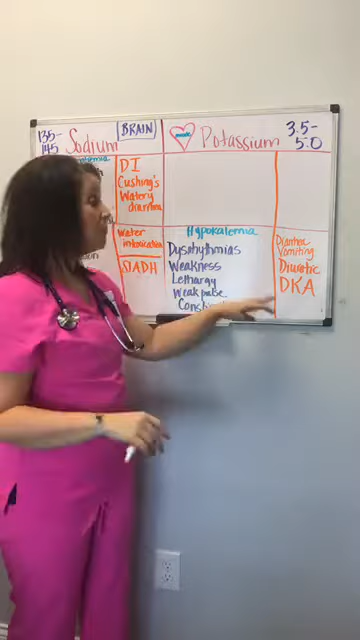 135-
145
Sodium
BRAIN
Potassium
3.5-
5.0
DI
Cushing's
Watery
diarrhea
water
intoxication
SIADH
Hypokalemia
Dysrhythmias
Weakness
Lethargy
Weak pulse
Diarrhea
Vomiting
Diuretic
DKA